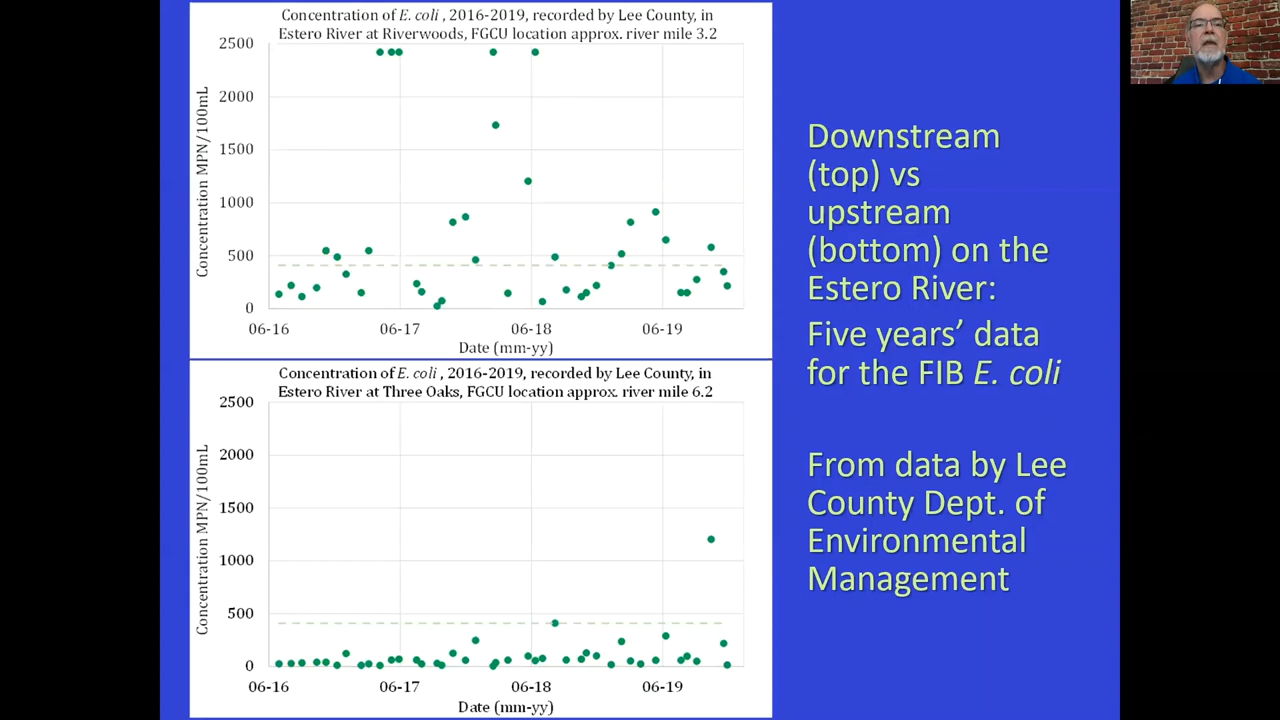 Concentration of E. coli , 2016-2019, recorded by Lee County, in
Estero River at Riverwoods, FGCU location approx. river mile 3.2
2500
2000
1500
1000
500
0
Concentration MPN/100mL
06-16
06-17
06-18
06-19
Date (mm-yy)
Concentration of E. coli , 2016-2019, recorded by Lee County, in
Estero River at Three Oaks, FGCU location approx. river mile 6.2
2500
2000
1500
1000
500
0
Concentration MPN/100mL
06-16
06-17
06-18
06-19
Date (mm-yy)
Downstream
(top) vs
upstream
(bottom) on the
Estero River:
Five years’ data
for the FIB E. coli
From data by Lee
County Dept. of
Environmental
Management